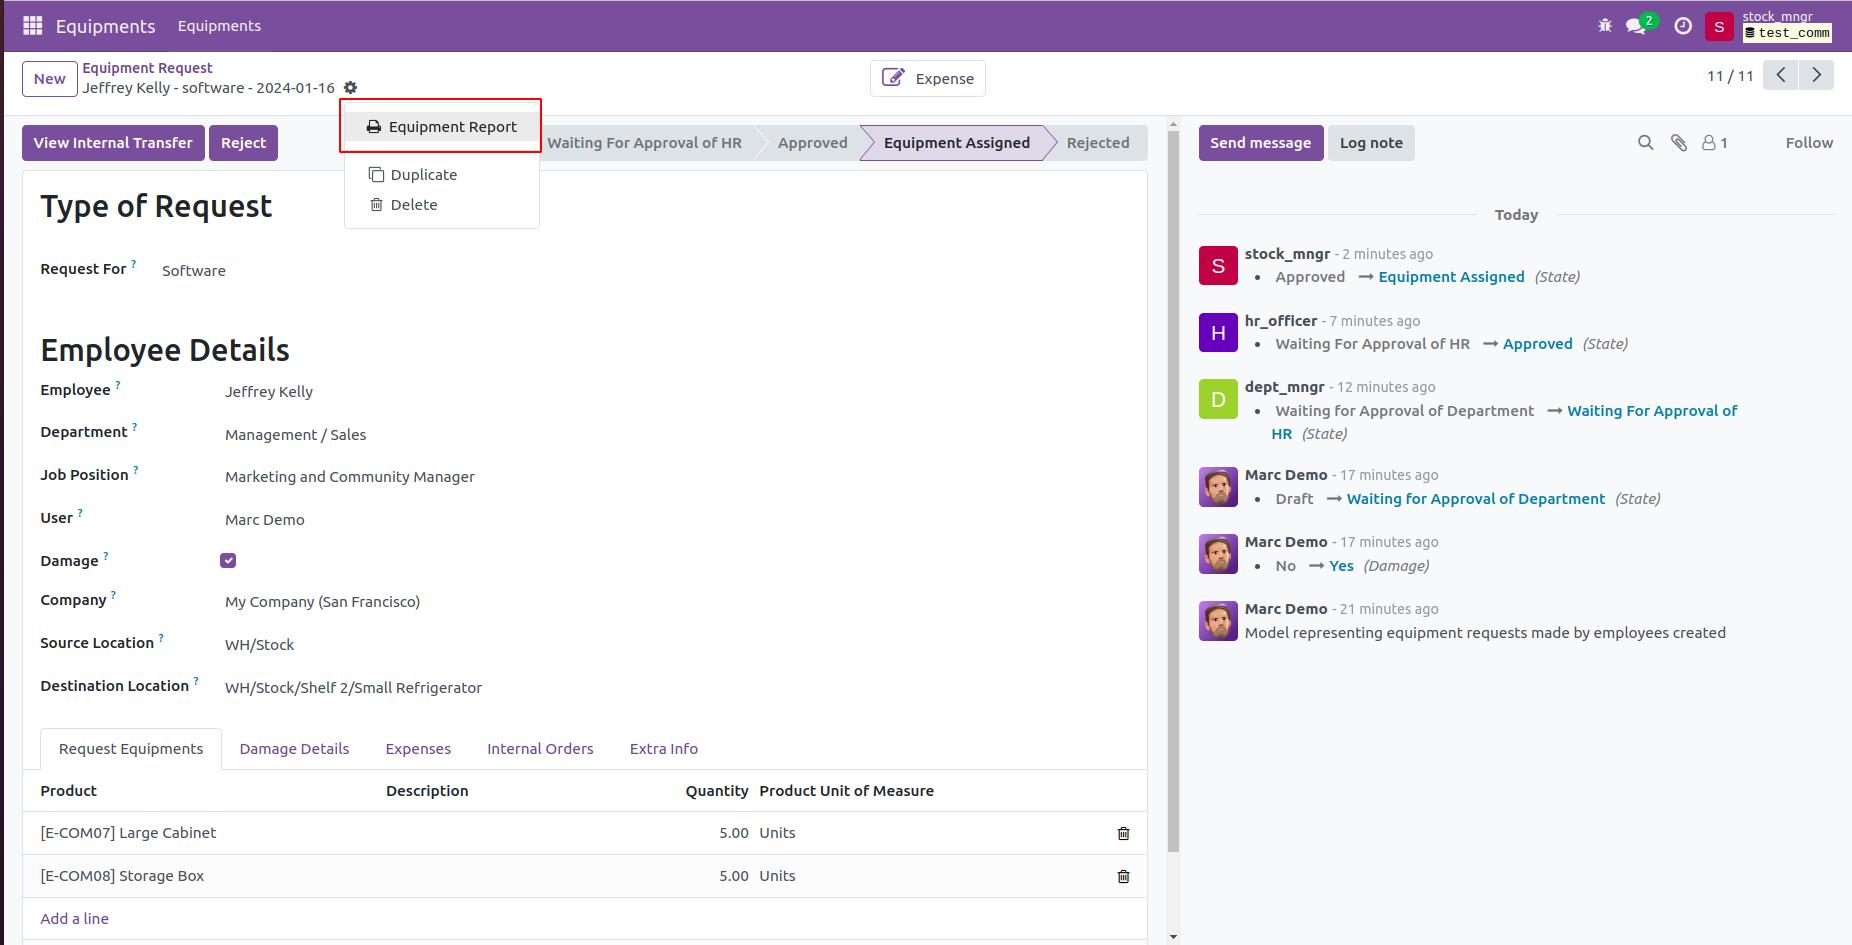 Equipments Equipments 2 S stock_mngr
test_comm
New Equipment Request
Jeffrey Kelly - software - 2024-01-16
Expense
11 / 11
Equipment Report
Duplicate
Delete
View Internal Transfer Reject
Waiting For Approval of HR Approved Equipment Assigned Rejected
Type of Request
Request For ? Software
Employee Details
Employee ? Jeffrey Kelly
Department ? Management / Sales
Job Position ? Marketing and Community Manager
User ? Marc Demo
Damage ?
Company ? My Company (San Francisco)
Source Location ? WH/Stock
Destination Location ? WH/Stock/Shelf 2/Small Refrigerator
Request Equipments Damage Details Expenses Internal Orders Extra Info
Product Description Quantity Product Unit of Measure
[E-COM07] Large Cabinet 5.00 Units
[E-COM08] Storage Box 5.00 Units
Add a line
Send message Log note 1 Follow
Today
S stock_mngr - 2 minutes ago
• Approved → Equipment Assigned (State)
H hr_officer - 7 minutes ago
• Waiting For Approval of HR → Approved (State)
D dept_mngr - 12 minutes ago
• Waiting for Approval of Department → Waiting For Approval of
HR (State)
Marc Demo - 17 minutes ago
• Draft → Waiting for Approval of Department (State)
Marc Demo - 17 minutes ago
• No → Yes (Damage)
Marc Demo - 21 minutes ago
Model representing equipment requests made by employees created